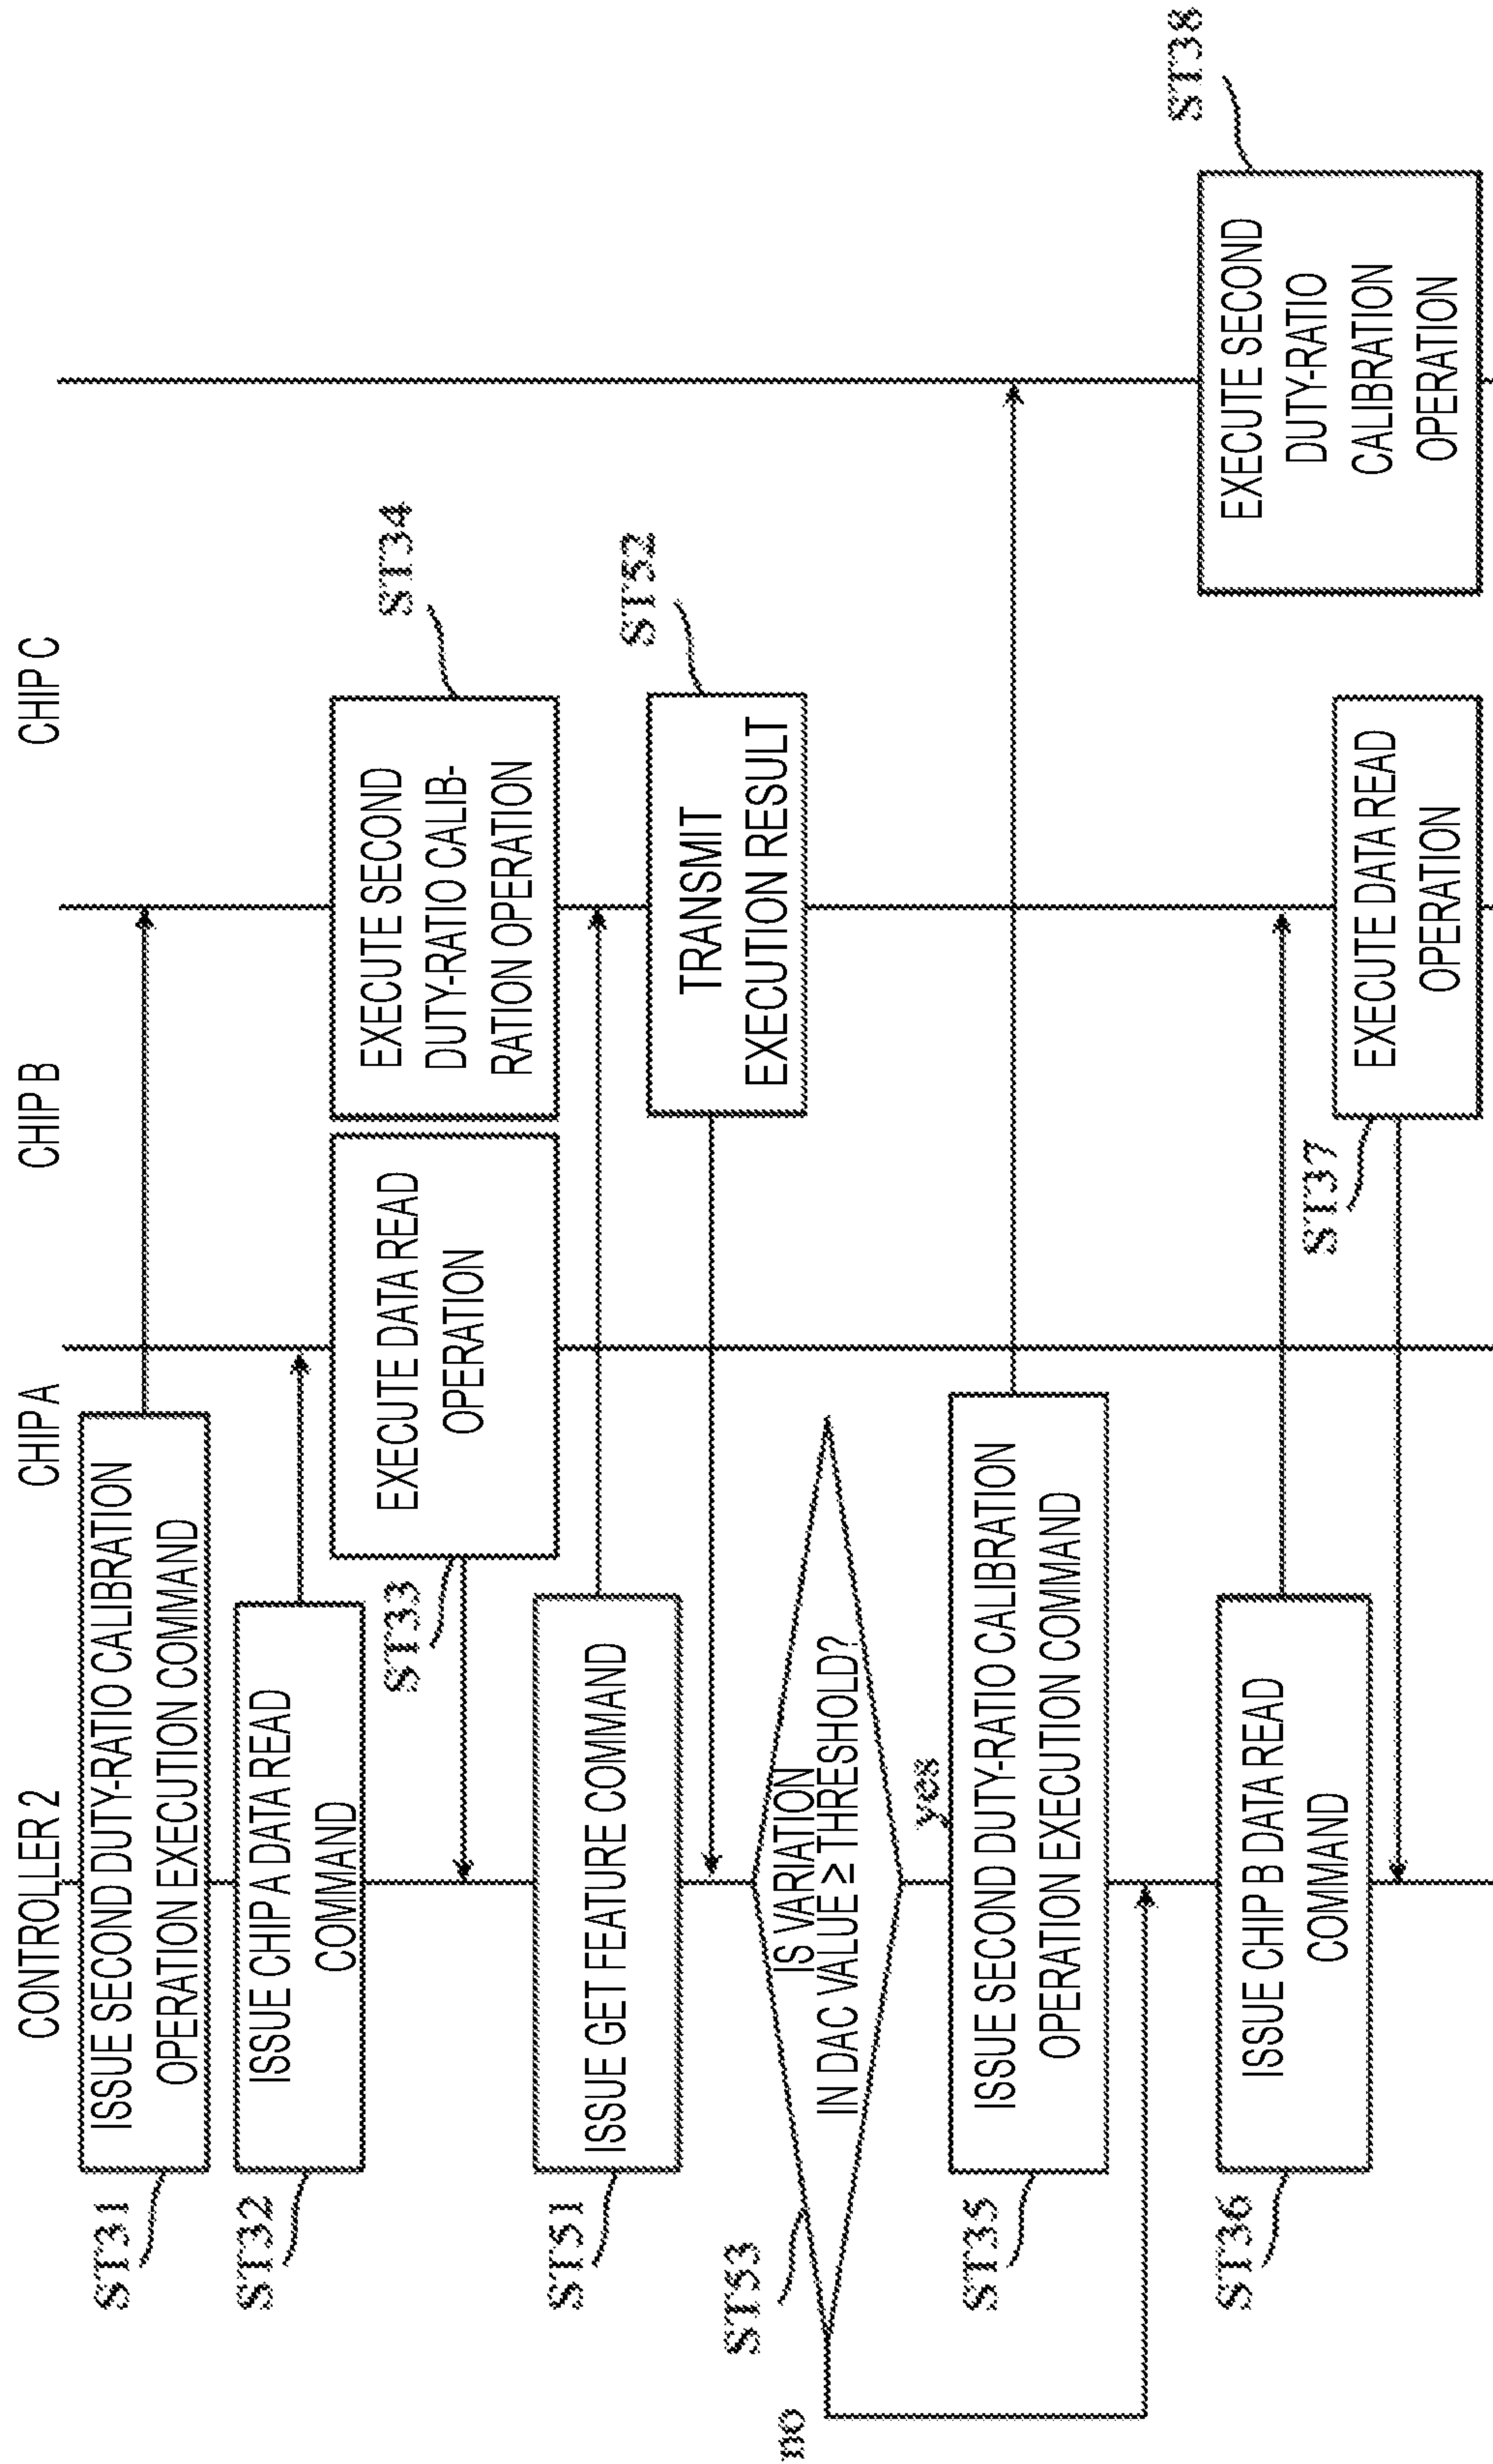 CONTROLLER 2
CHIP A
CHIP B
CHIP C
ST31
ISSUE SECOND DUTY-RATIO CALIBRATION
OPERATION EXECUTION COMMAND
ST32
ISSUE CHIP A DATA READ
COMMAND
ST33
EXECUTE DATA READ
OPERATION
ST34
EXECUTE SECOND
DUTY-RATIO CALIB-
RATION OPERATION
ST51
ISSUE GET FEATURE COMMAND
ST52
TRANSMIT
EXECUTION RESULT
ST53
IS VARIATION
IN DAC VALUE ≥ THRESHOLD?
no
yes
ST35
ISSUE SECOND DUTY-RATIO CALIBRATION
OPERATION EXECUTION COMMAND
ST36
ISSUE CHIP B DATA READ
COMMAND
ST37
EXECUTE DATA READ
OPERATION
ST38
EXECUTE SECOND
DUTY-RATIO
CALIBRATION
OPERATION